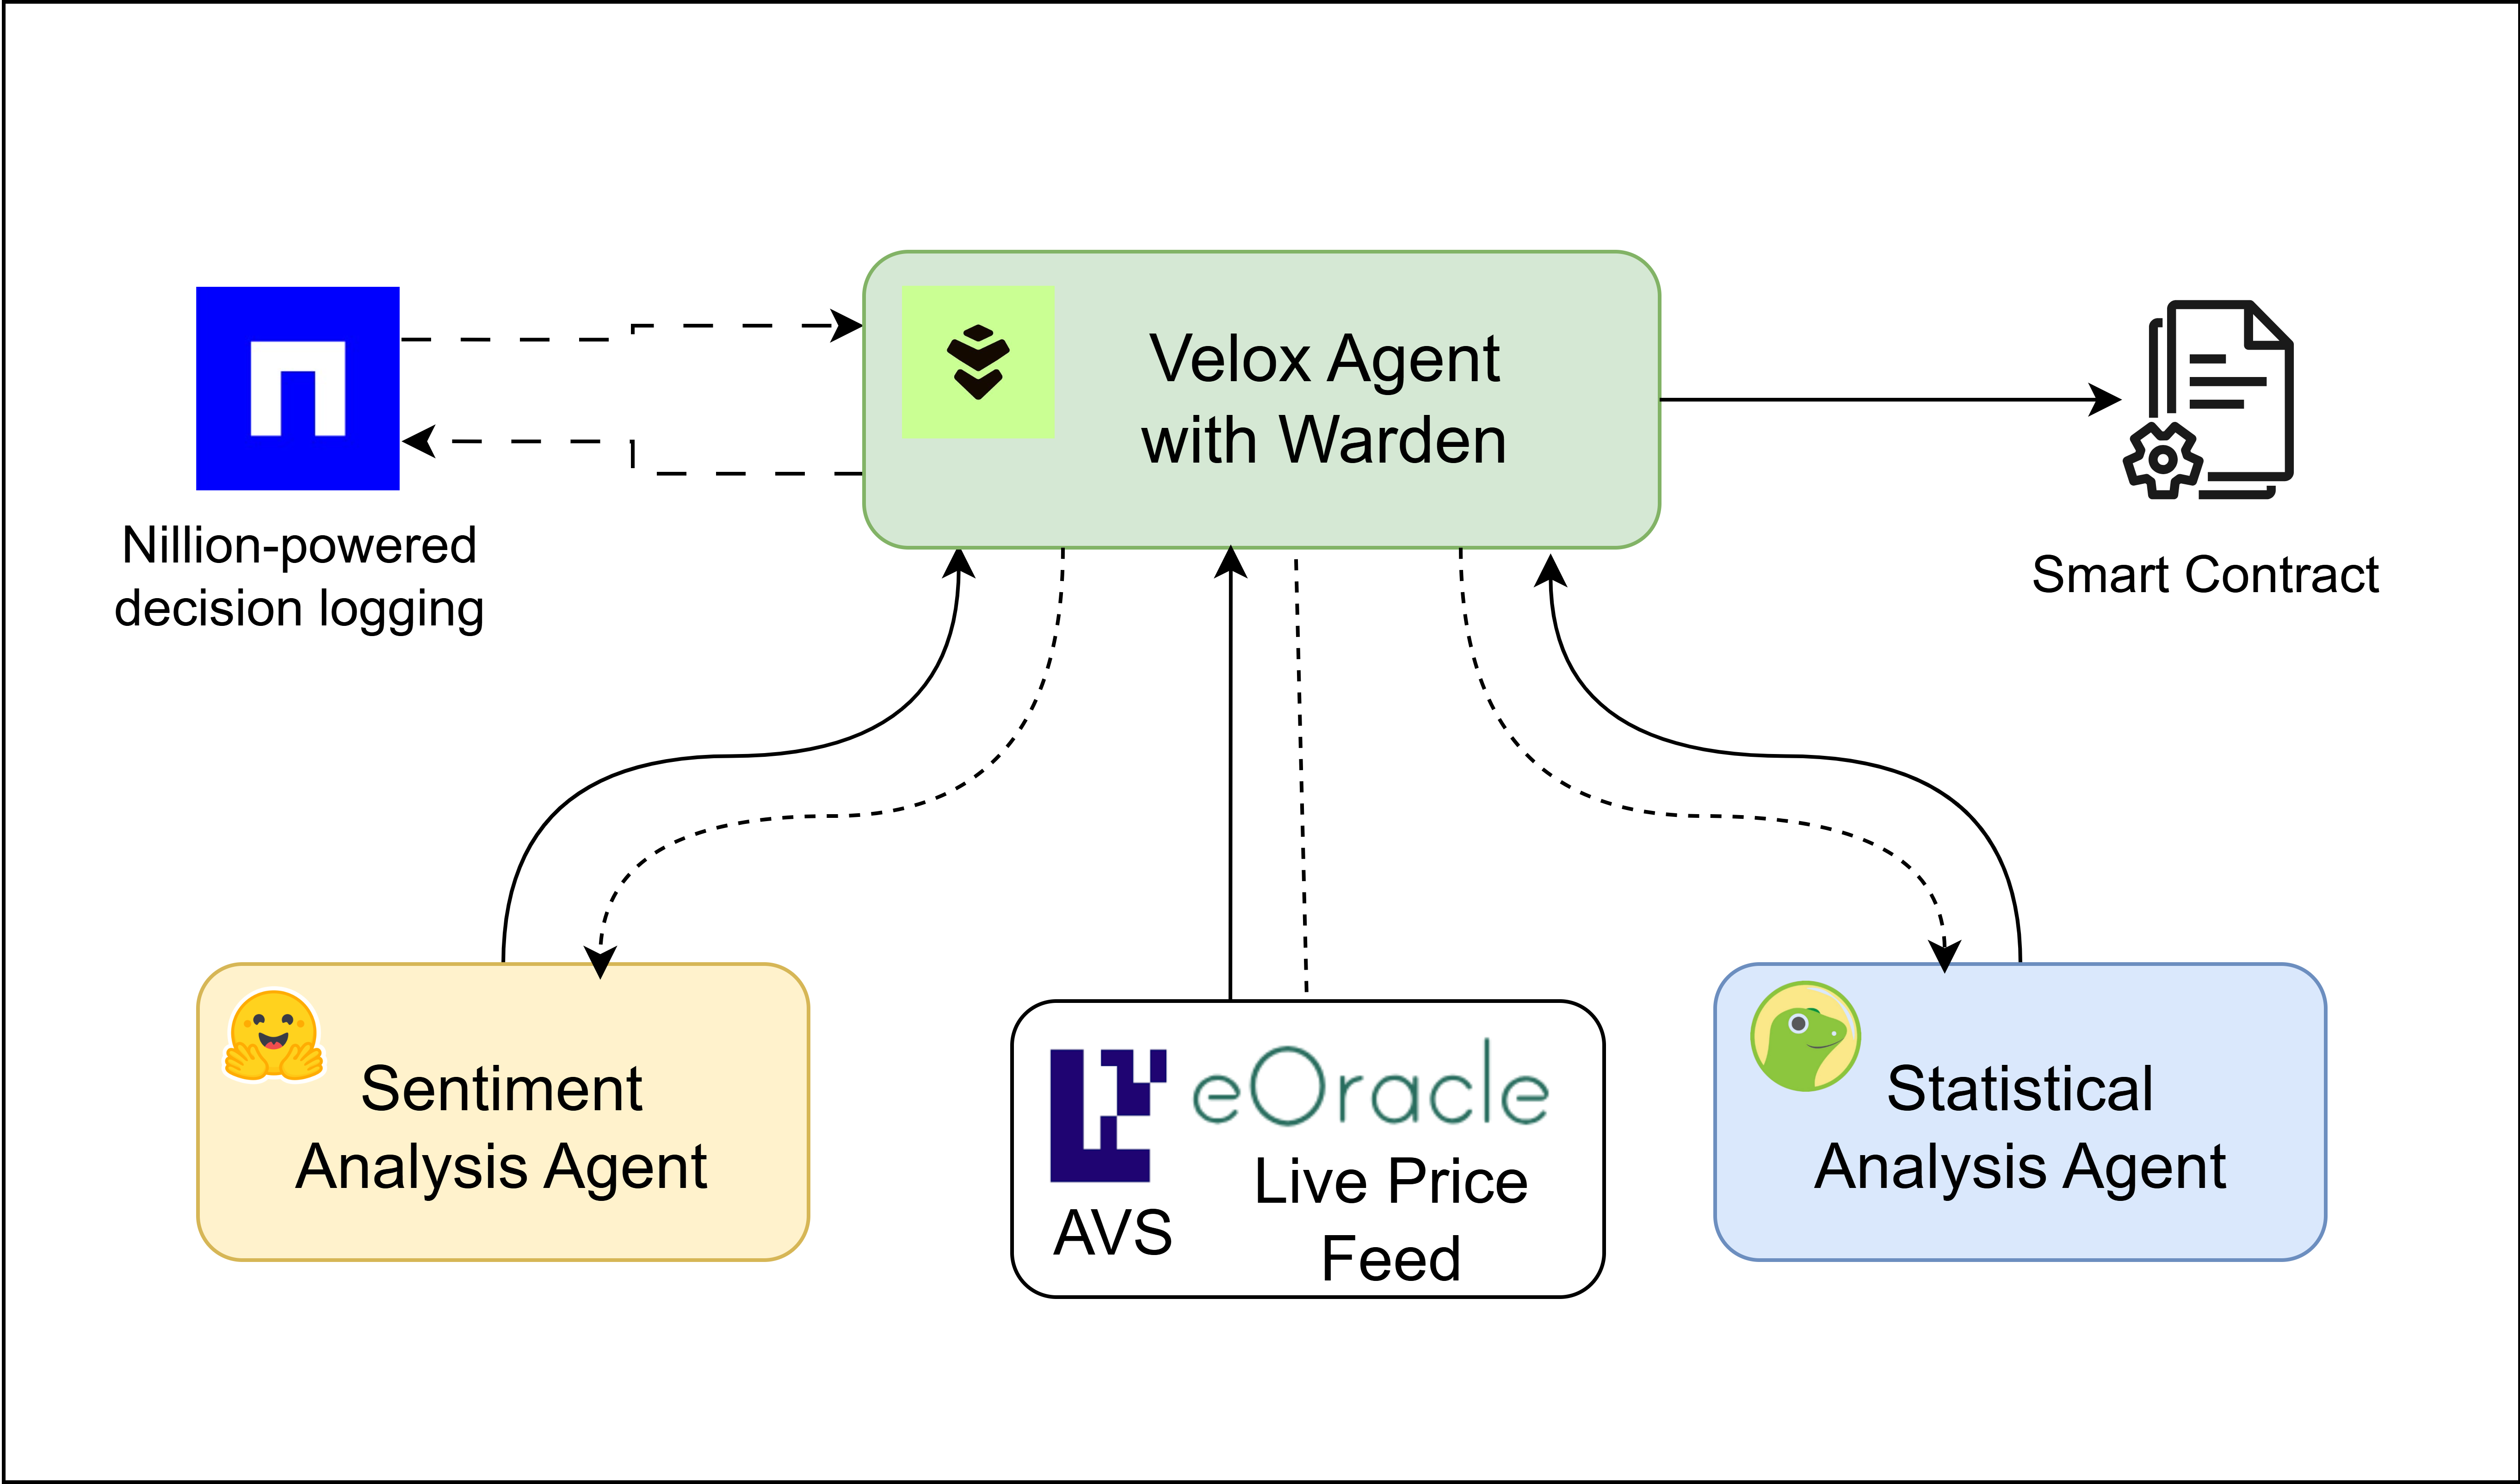 Velox Agent
with Warden
Nillion-powered
decision logging
Smart Contract
Sentiment
Analysis Agent
eOracle
Live Price
Feed
AVS
Statistical
Analysis Agent